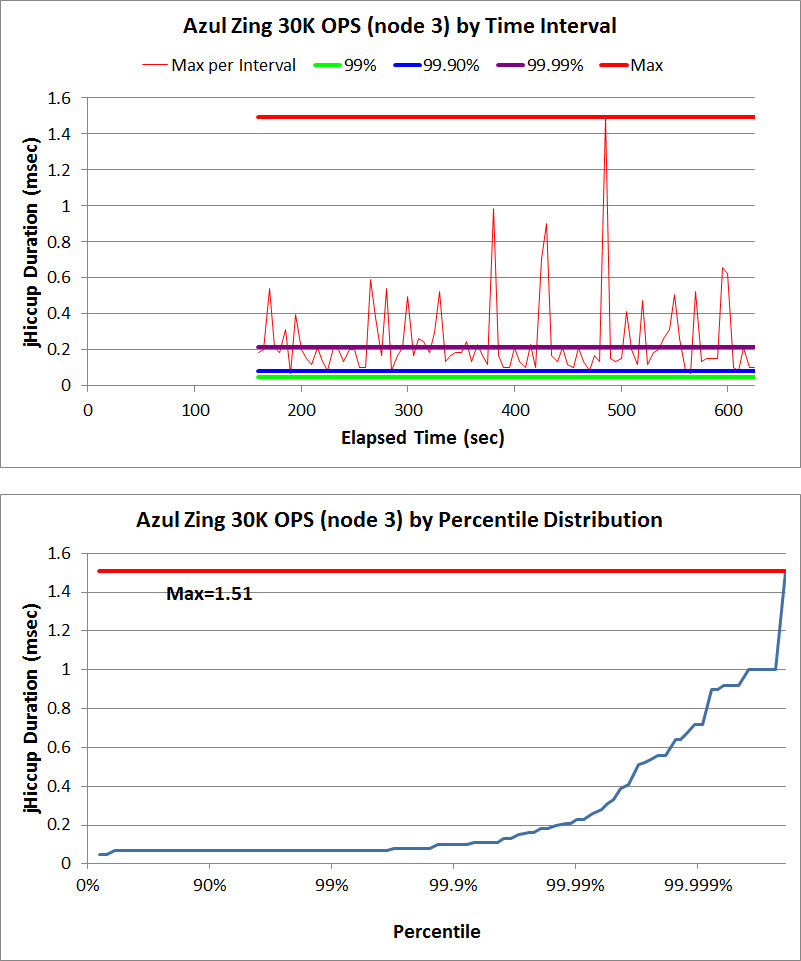 Azul Zing 30K OPS (node 3) by Time Interval
Max per Interval 99% 99.90% 99.99% Max
jHiccup Duration (msec)
1.6
1.4
1.2
1
0.8
0.6
0.4
0.2
0
0 100 200 300 400 500 600
Elapsed Time (sec)
Azul Zing 30K OPS (node 3) by Percentile Distribution
jHiccup Duration (msec)
1.6
1.4
Max=1.51
1.2
1
0.8
0.6
0.4
0.2
0
0% 90% 99% 99.9% 99.99% 99.999%
Percentile